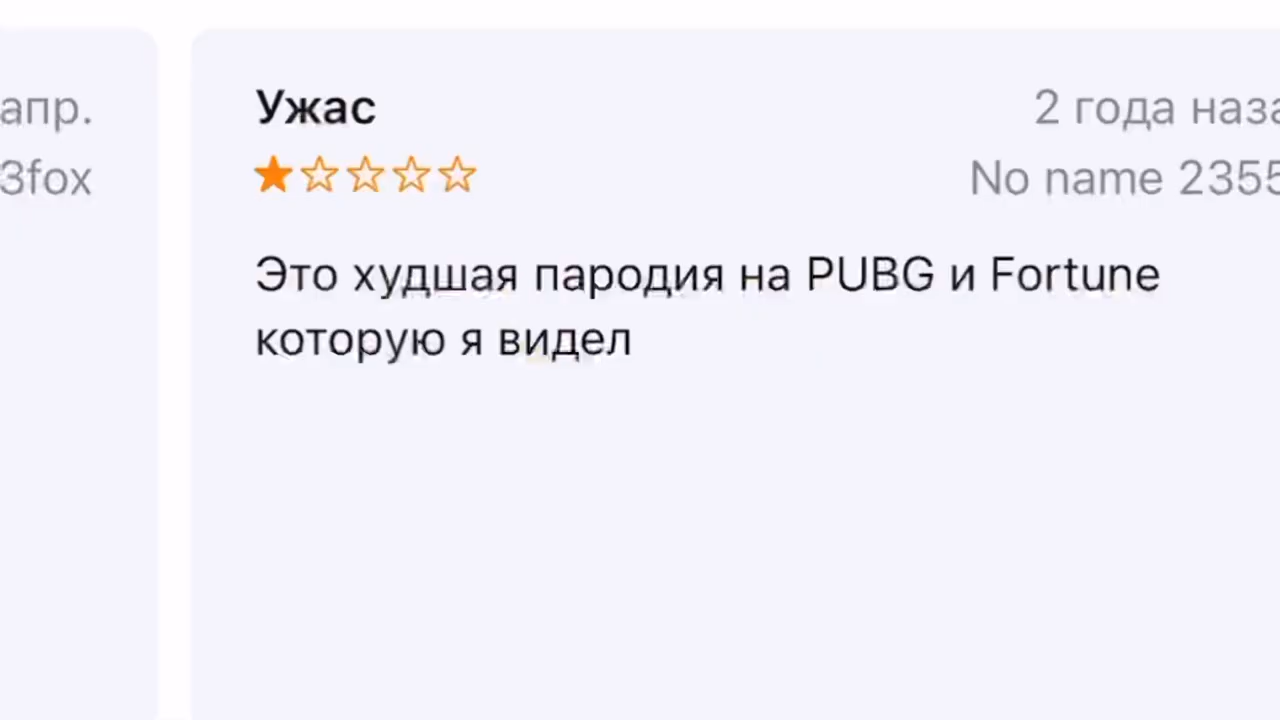 апр.
3fox
Ужас
2 года наза
No name 2355
Это худшая пародия на PUBG и Fortune
которую я видел